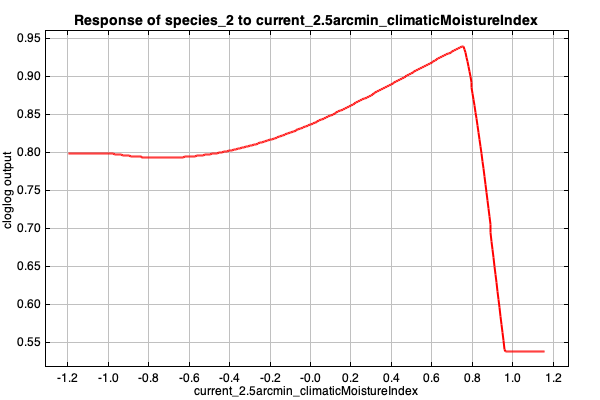 Response of species_2 to current_2.5arcmin_climaticMoistureIndex
0.95
0.90
0.85
0.80
0.75
0.70
0.65
0.60
0.55
cloglog output
-1.2 -1.0 -0.8 -0.6 -0.4 -0.2 -0.0 0.2 0.4 0.6 0.8 1.0 1.2
current_2.5arcmin_climaticMoistureIndex